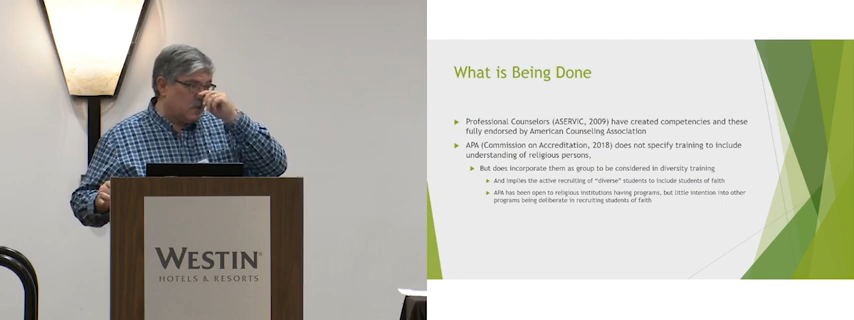 WESTIN
HOTELS & RESORTS
What is Being Done
Professional Counselors (ASERVIC, 2009) have created competencies and these
fully endorsed by American Counseling Association
APA (Commission on Accreditation, 2018) does not specify training to include
understanding of religious persons,
But does incorporate them as group to be considered in diversity training
And implies the active recruiting of “diverse” students to include students of faith
APA has been open to religious institutions having programs, but little intention into other
programs being deliberate in recruiting students of faith